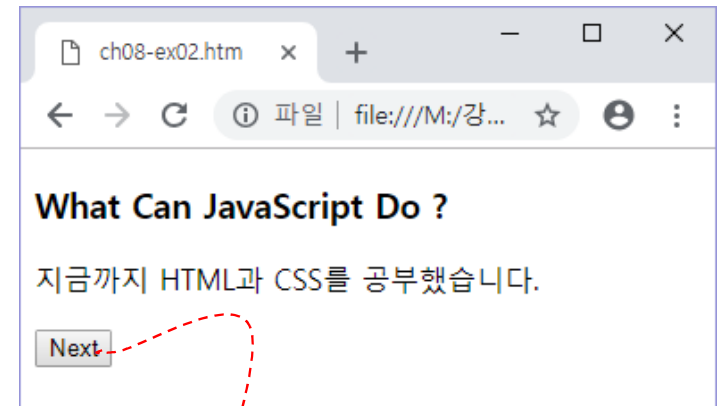 ch08-ex02.htm
파일 | file:///M:/강...
What Can JavaScript Do ?
지금까지 HTML과 CSS를 공부했습니다.
Next